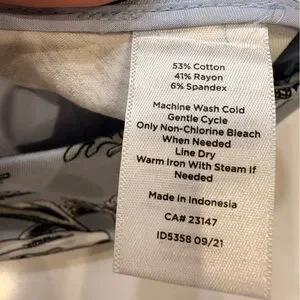 53% Cotton
41% Rayon
6% Spandex
Machine Wash Cold
Gentle Cycle
Only Non-Chlorine Bleach
When Needed
Line Dry
Warm Iron With Steam if
Needed
Made in Indonesia
CA# 23147
ID5358 09/21